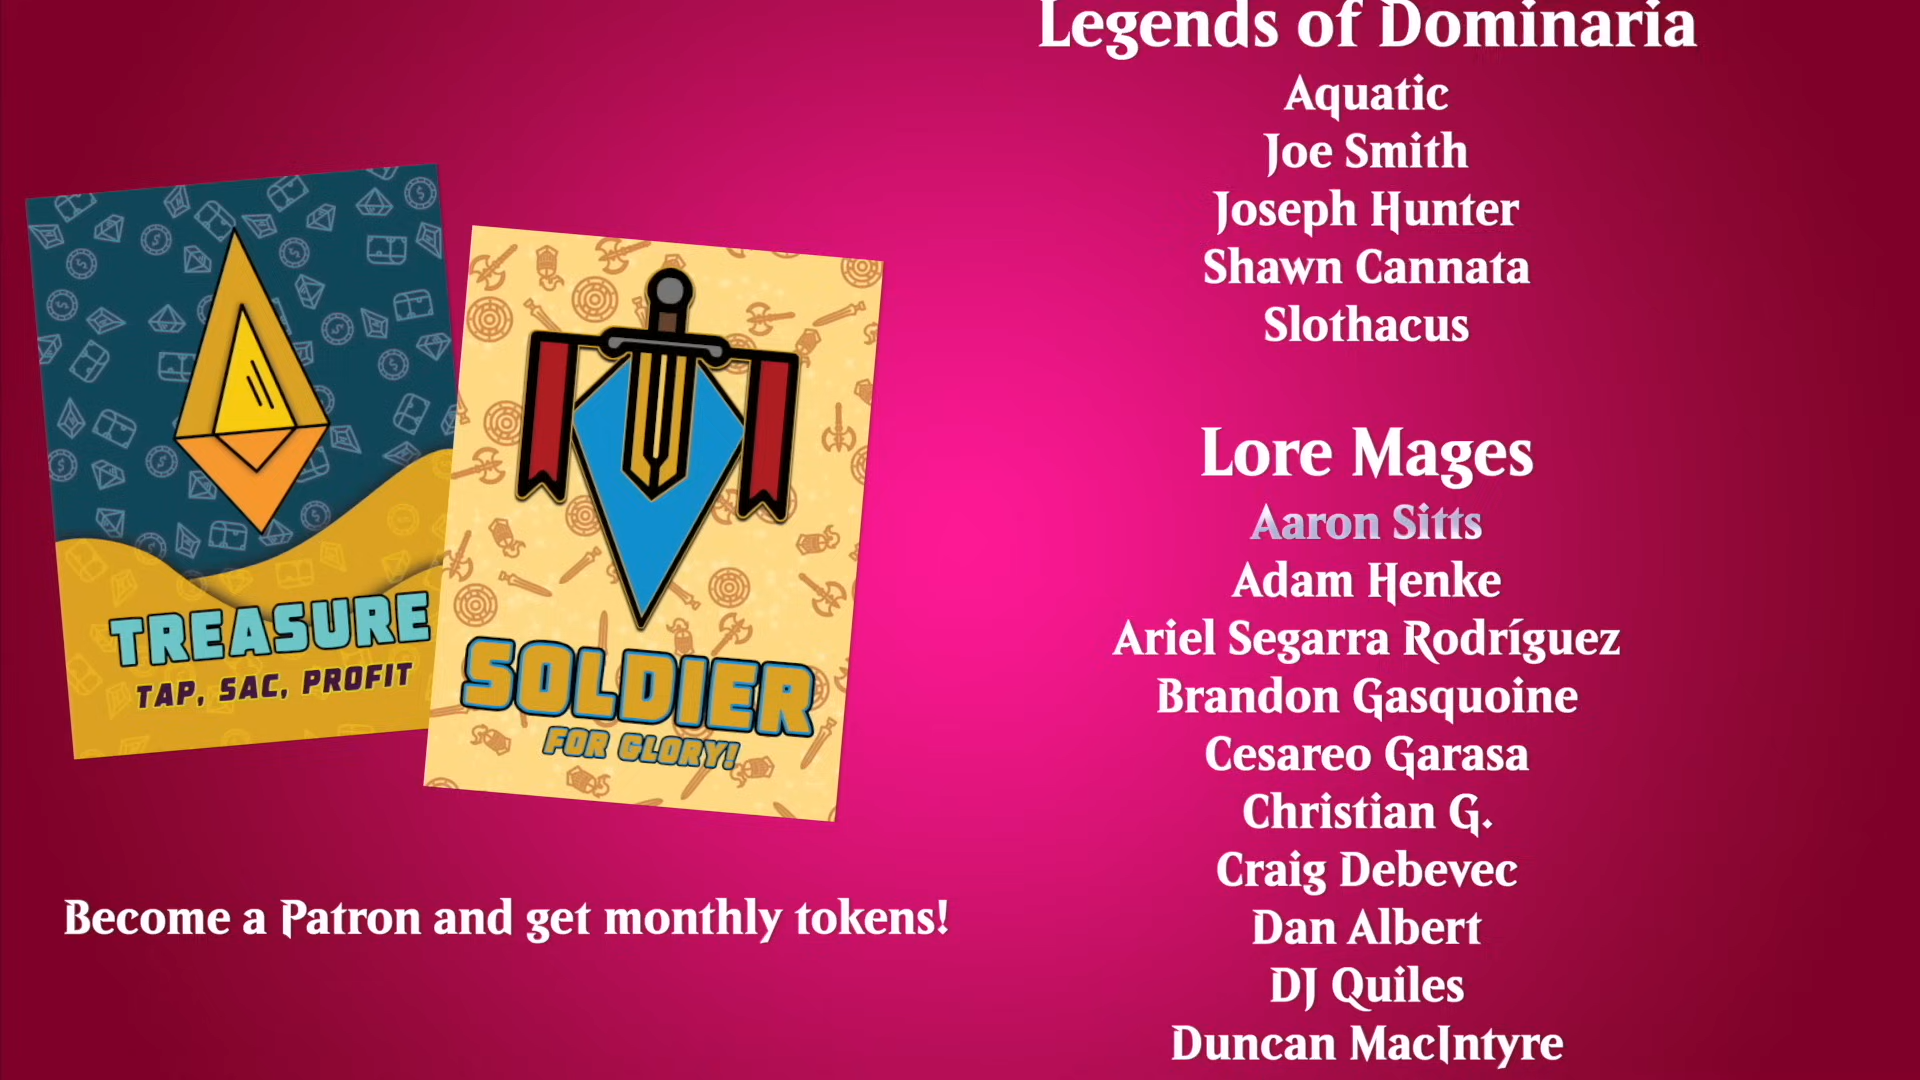 TREASURE
TAP, SAC, PROFIT
SOLDIER
FOR GLORY!
Become a Patron and get monthly tokens!
Legends of Dominaria
Aquatic
Joe Smith
Joseph Hunter
Shawn Cannata
Slothacus
Lore Mages
Aaron Sitts
Adam Henke
Ariel Segarra Rodríguez
Brandon Gasquoine
Cesareo Garasa
Christian G.
Craig Debevec
Dan Albert
DJ Quiles
Duncan MacIntyre